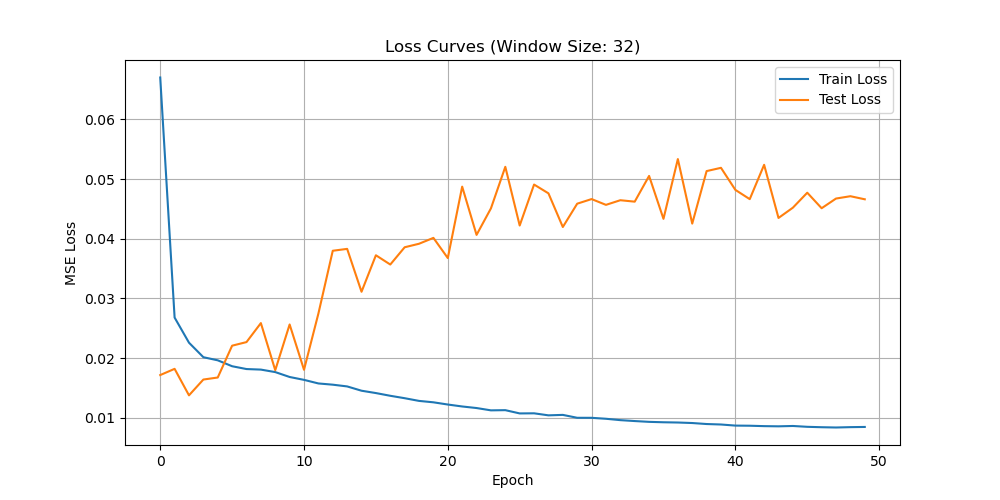 Loss Curves (Window Size: 32)
Train Loss
Test Loss
MSE Loss
0.06
0.05
0.04
0.03
0.02
0.01
0 10 20 30 40 50
Epoch